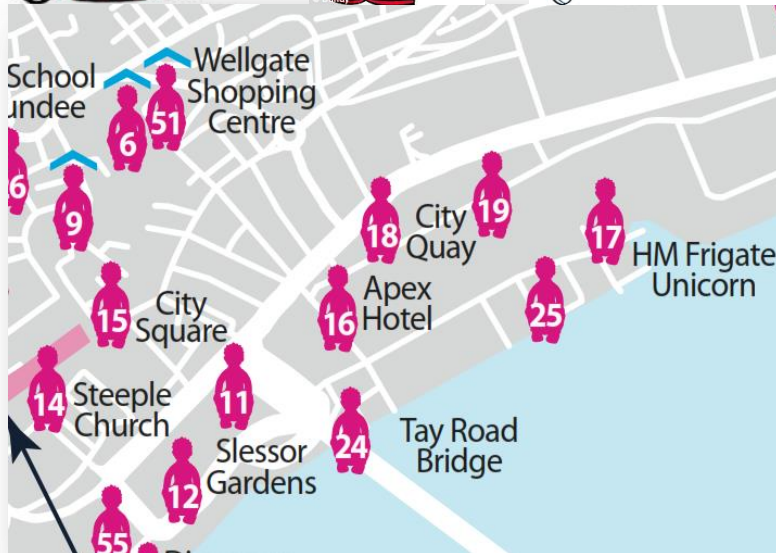 School
undee
Wellgate
Shopping
Centre
6
51
6
9
18
City
Quay
19
17
HM Frigate
Unicorn
15
City
Square
16
Apex
Hotel
25
14
Steeple
Church
11
24
Tay Road
Bridge
12
Slessor
Gardens
55